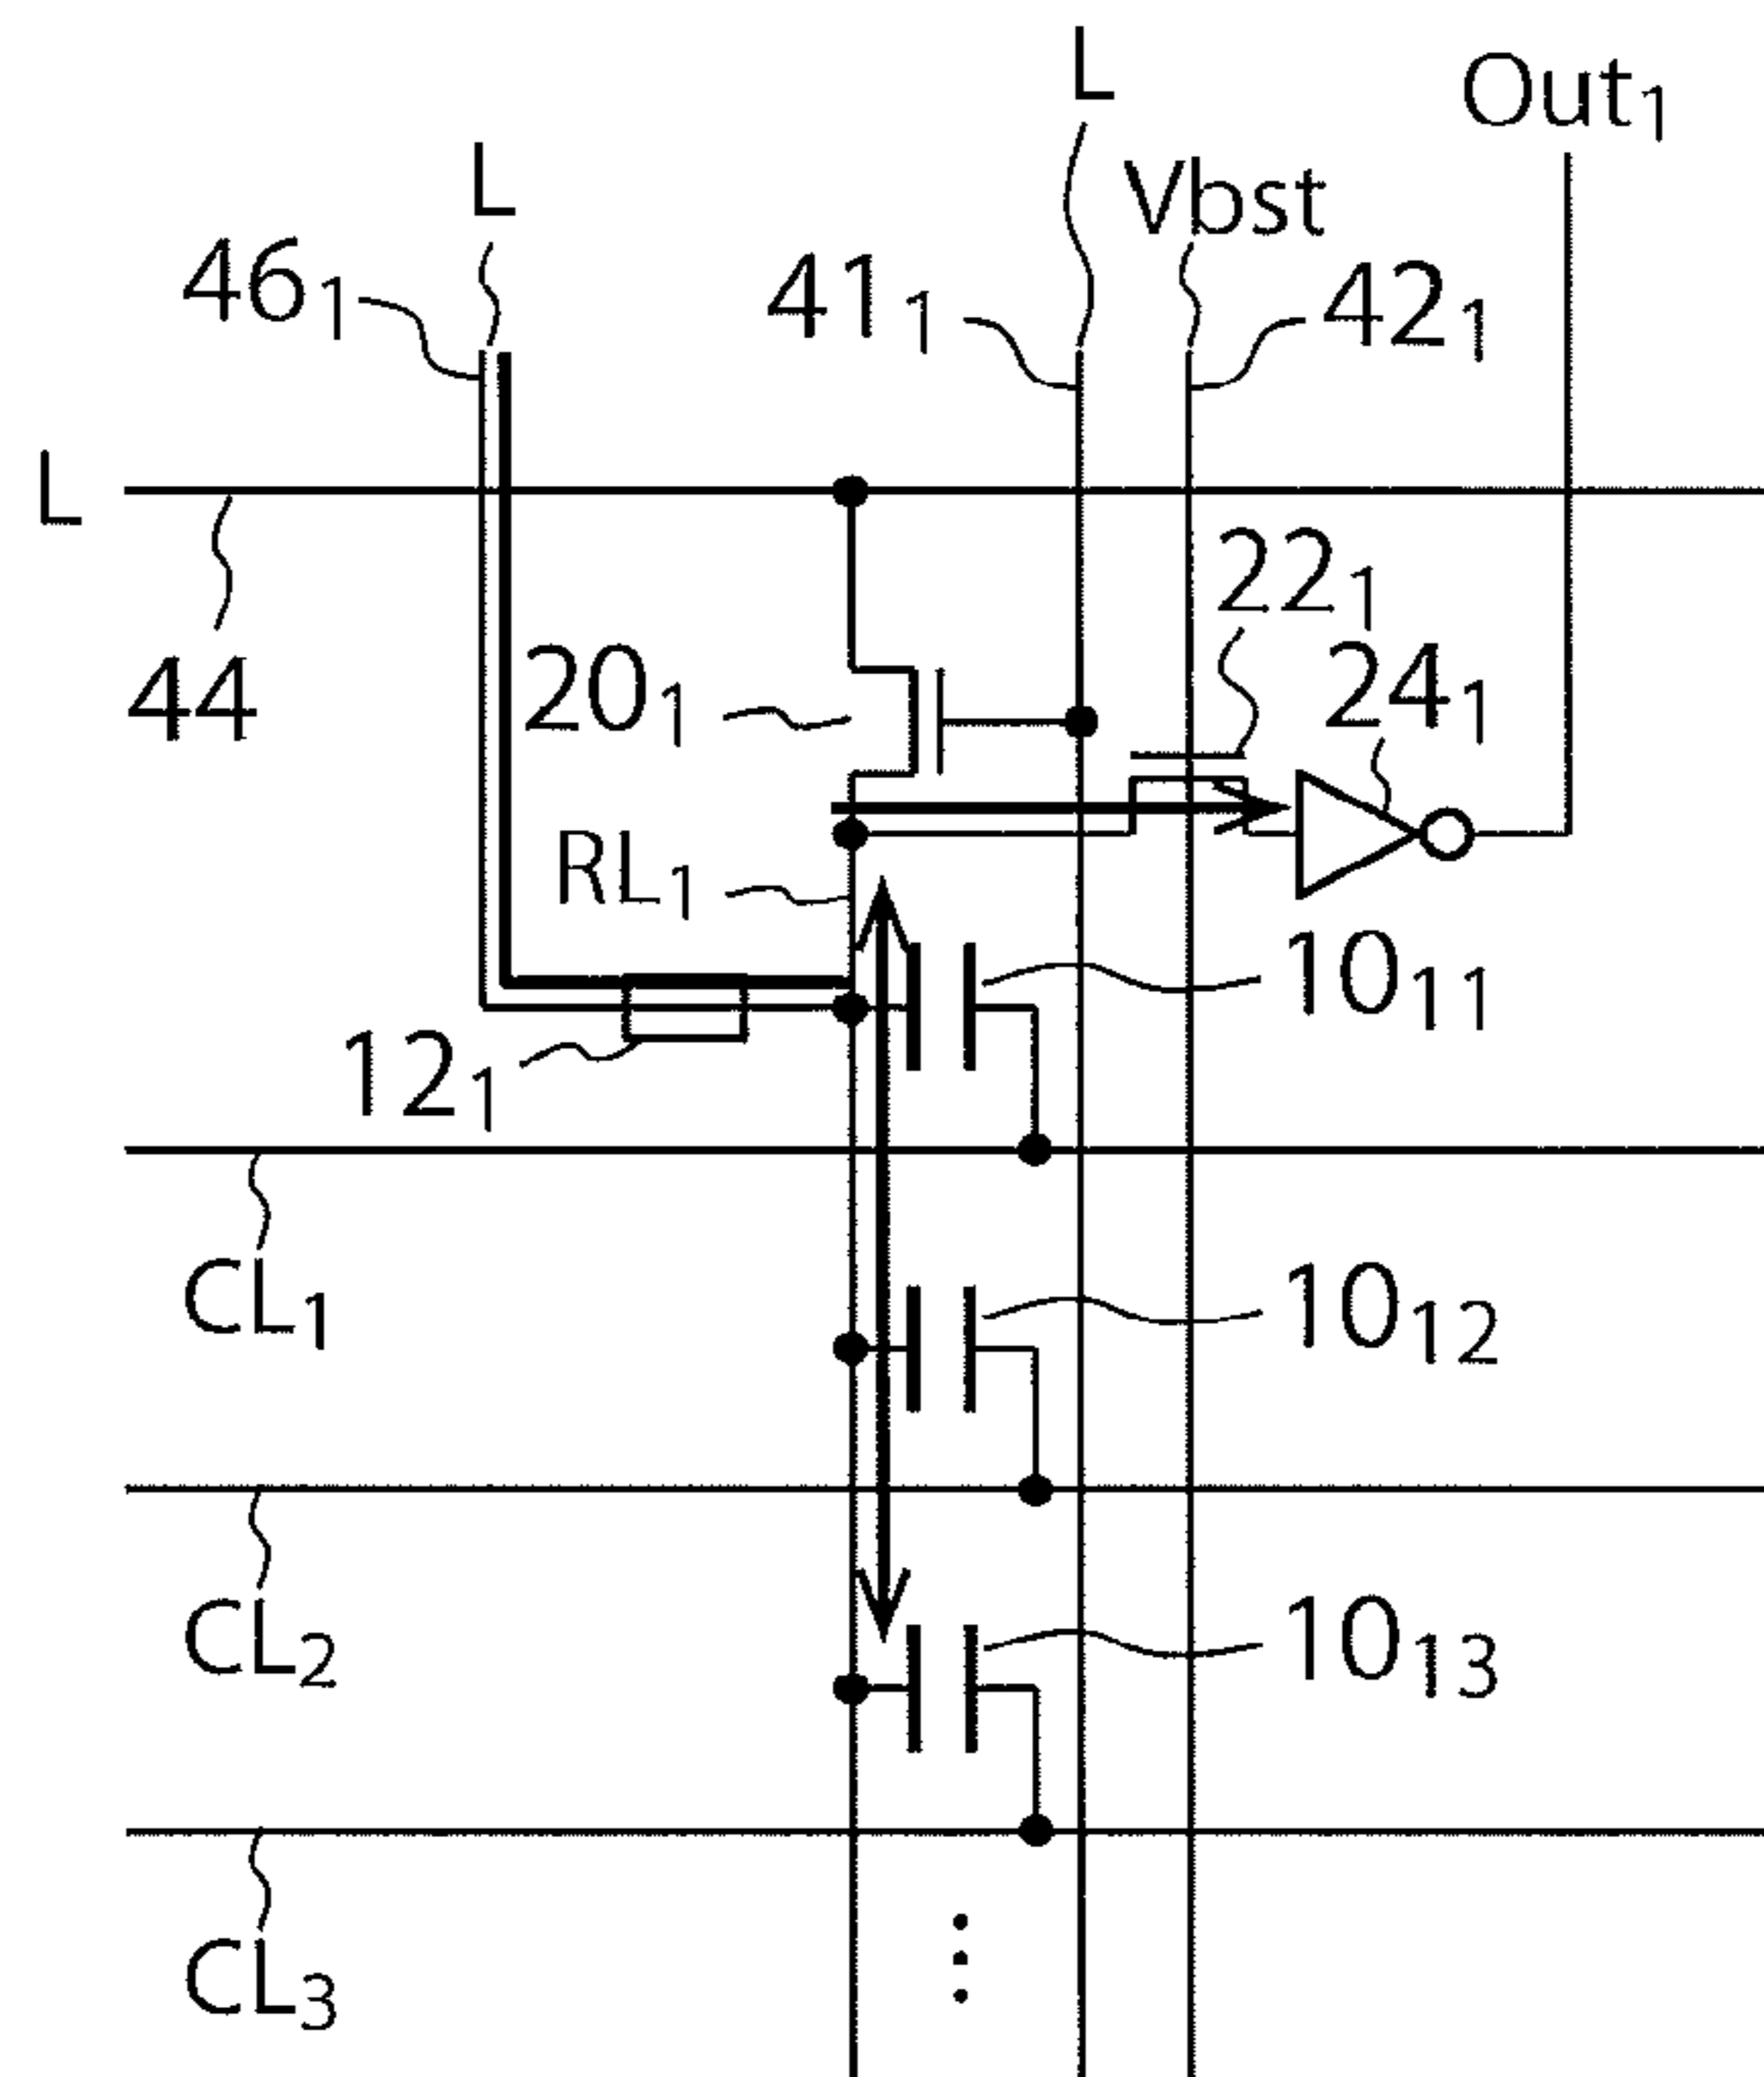 L
Out₁
L
Vbst
46₁
41₁
42₁
L
22₁
44
20₁
24₁
RL₁
10₁₁
12₁
CL₁
10₁₂
CL₂
10₁₃
CL₃